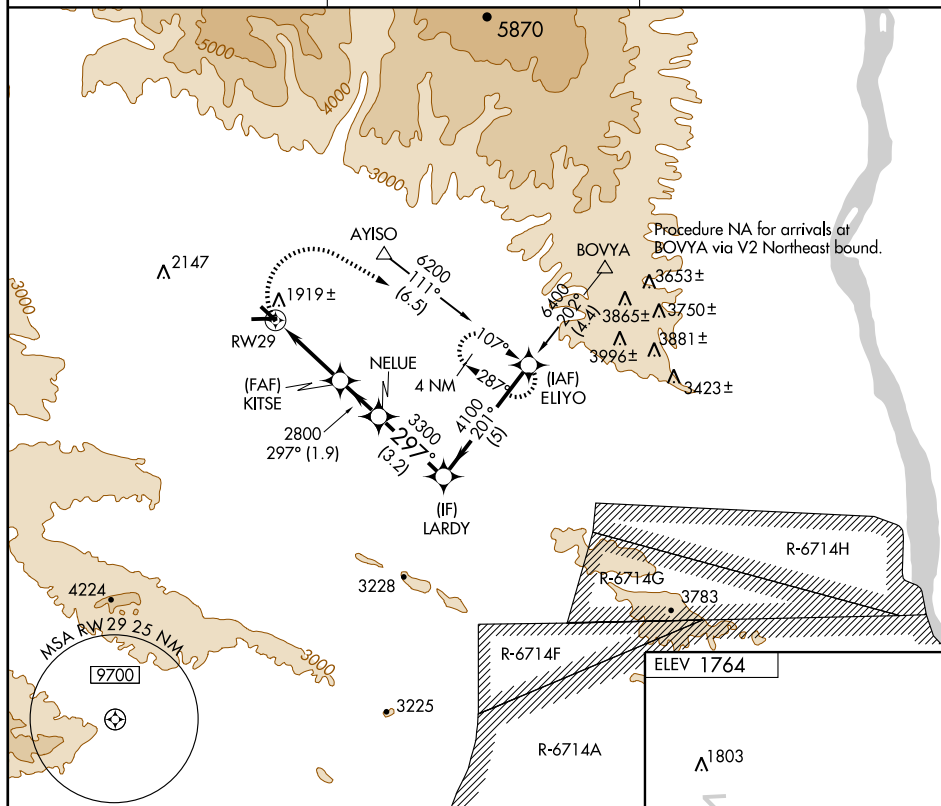 5870
5000
4000
3000
AYISO
6200
111°
(6.5)
BOVYA
Procedure NA for arrivals at
BOVYA via V2 Northeast bound.
6400
202°
(4.4)
3653±
3865±
3750±
3996±
3881±
3423±
2147
1919±
3000
RW29
107°
287°
4 NM
(IAF)
ELIYO
NELUE
(FAF)
KITSE
4100
201°
(5)
3300
297°
(3.2)
2800
297° (1.9)
(IF)
LARDY
R-6714H
R-6714G
3783
3228
4224
MSA RW29 25 NM
9700
3000
R-6714F
3225
R-6714A
ELEV 1764
1803